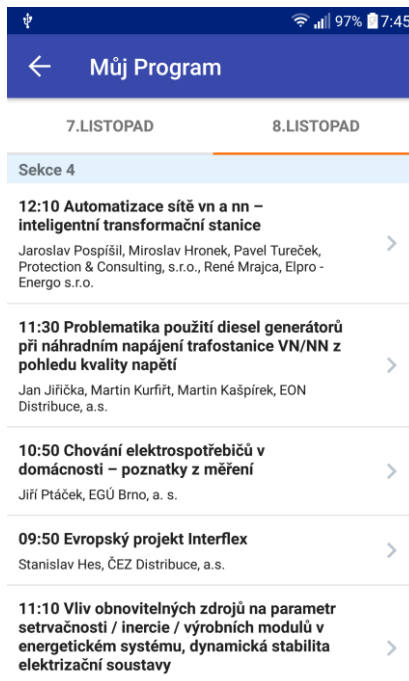 97% 7:45
Můj Program
7.LISTOPAD 8.LISTOPAD
Sekce 4
12:10 Automatizace sítě vn a nn –
inteligentní transformační stanice
Jaroslav Pospíšil, Miroslav Hronek, Pavel Tureček,
Protection & Consulting, s.r.o., René Mrajca, Elpro -
Energo s.r.o.
11:30 Problematika použití diesel generátorů
při náhradním napájení trafostanice VN/NN z
pohledu kvality napětí
Jan Jiřička, Martin Kurfiřt, Martin Kašpírek, EON
Distribuce, a.s.
10:50 Chování elektrospotřebičů v
domácnosti – poznatky z měření
Jiří Ptáček, EGÚ Brno, a. s.
09:50 Evropský projekt Interflex
Stanislav Hes, ČEZ Distribuce, a.s.
11:10 Vliv obnovitelných zdrojů na parametr
setrvačnosti / inercie / výrobních modulů v
energetickém systému, dynamická stabilita
elektrizační soustavy